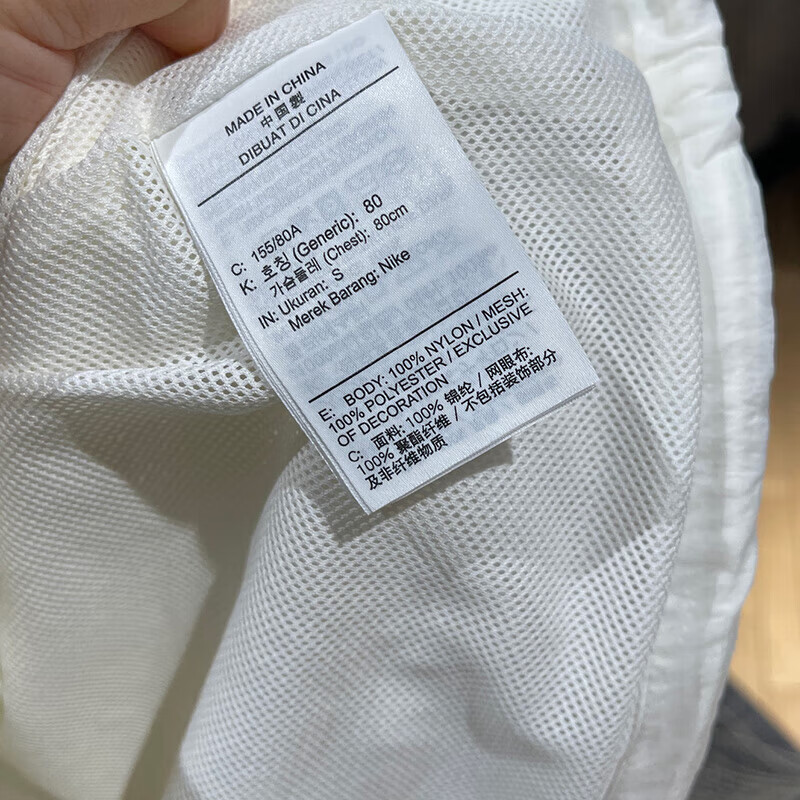 MADE IN CHINA
中国製
DIBUAT DI CINA
C: 155/80A
K: 호칭 (Generic): 80
가슴둘레 (Chest): 80cm
IN: Ukuran: S
Merek Barang: Nike
E: BODY: 100% NYLON / MESH:
100% POLYESTER / EXCLUSIVE
OF DECORATION
C: 面料: 100% 锦纶 / 网眼布:
100% 聚酯纤维 / 不包括装饰部分
及非纤维物质